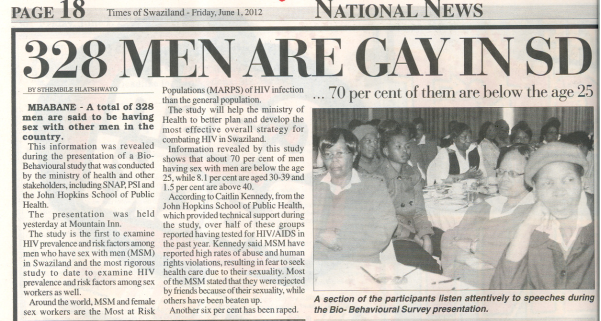 PAGE 18
Times of Swaziland - Friday, June 1, 2012
NATIONAL NEWS
328 MEN ARE GAY IN SD
... 70 per cent of them are below the age 25
BY STHEMBILE HLATSHWAYO
MBABANE - A total of 328
men are said to be having
sex with other men in the
country.
This information was revealed
during the presentation of a Bio-
Behavioural study that was conducted
by the ministry of health and other
stakeholders, including SNAP, PSI and
the John Hopkins School of Public
Health.
The presentation was held
yesterday at Mountain Inn.
The study is the first to examine
HIV prevalence and risk factors among
men who have sex with men (MSM)
in Swaziland and the most rigorous
study to date to examine HIV
prevalence and risk factors among sex
workers as well.
Around the world, MSM and female
sex workers are the Most at Risk
Populations (MARPS) of HIV infection
than the general population.
The study will help the ministry of
Health to better plan and develop the
most effective overall strategy for
combating HIV in Swaziland.
Information revealed by this study
shows that about 70 per cent of men
having sex with men are below the age
25, while 8.1 per cent are aged 30-39 and
1.5 per cent are above 40.
According to Caitlin Kennedy, from the
John Hopkins School of Public Health,
which provided technical support during
the study, over half of these groups
reported having tested for HIV/AIDS in
the past year. Kennedy said MSM have
reported high rates of abuse and human
rights violations, resulting in fear to seek
health care due to their sexuality. Most
of the MSM stated that they were rejected
by friends because of their sexuality, while
others have been beaten up.
Another six per cent has been raped.
A section of the participants listen attentively to speeches during
the Bio- Behavioural Survey presentation.